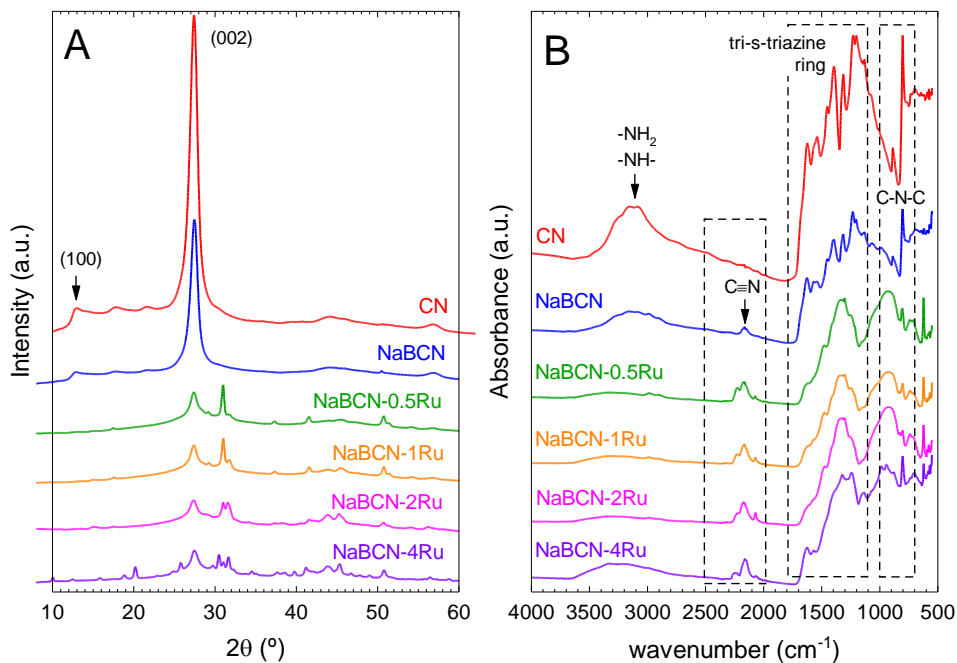 A
(002)
(100)
CN
NaBCN
NaBCN-0.5Ru
NaBCN-1Ru
NaBCN-2Ru
NaBCN-4Ru
Intensity (a.u.)
10 20 30 40 50 60
2θ (º)
B
tri-s-triazine
ring
-NH₂
-NH-
C-N-C
CN
C≡N
NaBCN
NaBCN-0.5Ru
NaBCN-1Ru
NaBCN-2Ru
NaBCN-4Ru
Absorbance (a.u.)
4000 3500 3000 2500 2000 1500 1000 500
wavenumber (cm⁻¹)